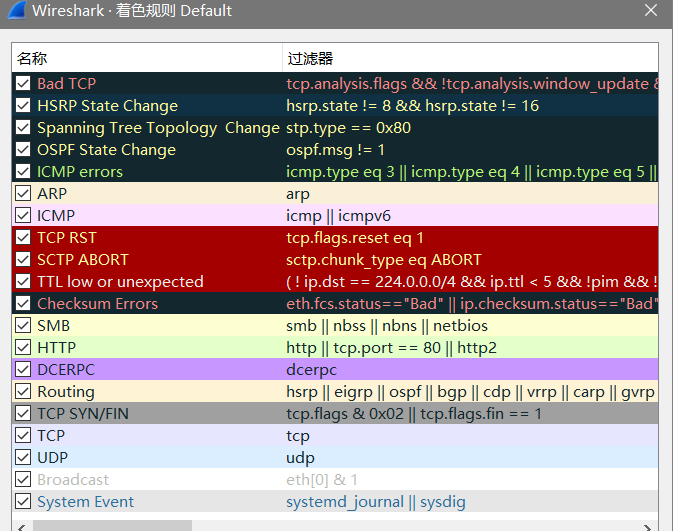 Wireshark · 着色规则 Default
名称 过滤器
Bad TCP tcp.analysis.flags && !tcp.analysis.window_update &
HSRP State Change hsrp.state != 8 && hsrp.state != 16
Spanning Tree Topology  Change stp.type == 0x80
OSPF State Change ospf.msg != 1
ICMP errors icmp.type eq 3 || icmp.type eq 4 || icmp.type eq 5 ||
ARP arp
ICMP icmp || icmpv6
TCP RST tcp.flags.reset eq 1
SCTP ABORT sctp.chunk_type eq ABORT
TTL low or unexpected ( ! ip.dst == 224.0.0.0/4 && ip.ttl < 5 && !pim && !
Checksum Errors eth.fcs.status=="Bad" || ip.checksum.status=="Bad"
SMB smb || nbss || nbns || netbios
HTTP http || tcp.port == 80 || http2
DCERPC dcerpc
Routing hsrp || eigrp || ospf || bgp || cdp || vrrp || carp || gvrp
TCP SYN/FIN tcp.flags & 0x02 || tcp.flags.fin == 1
TCP tcp
UDP udp
Broadcast eth[0] & 1
System Event systemd_journal || sysdig